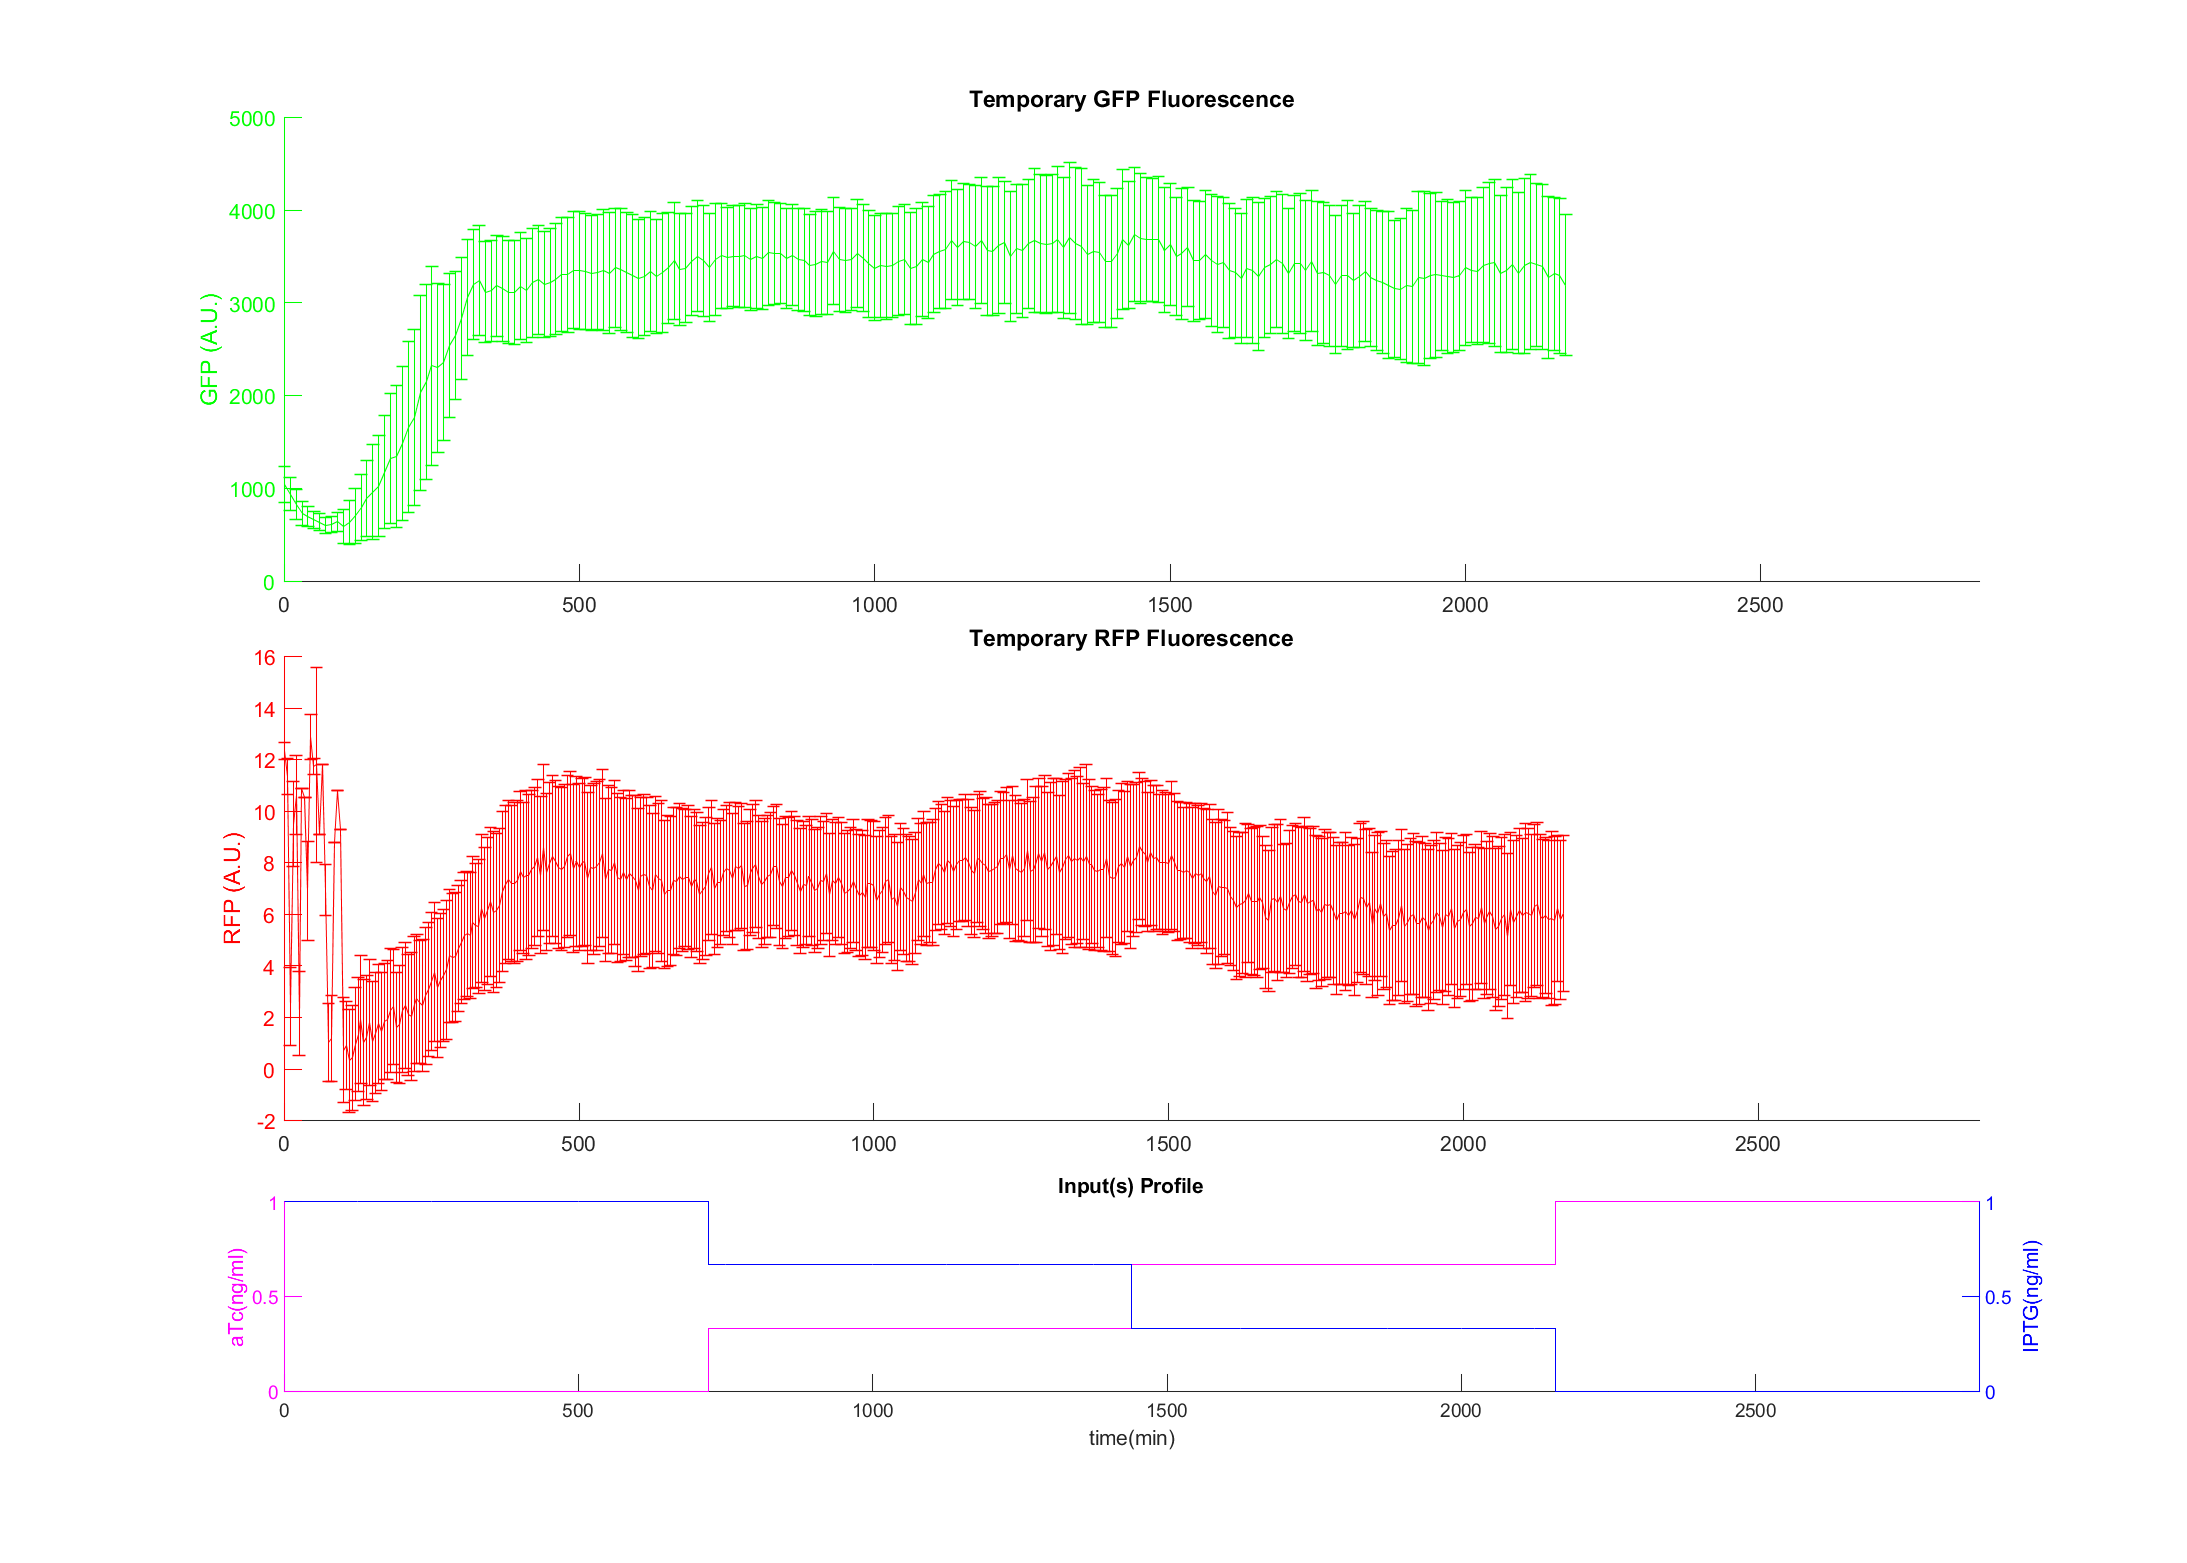 Temporary GFP Fluorescence
5000
4000
3000
2000
1000
0
GFP (A.U.)
0 500 1000 1500 2000 2500
Temporary RFP Fluorescence
16
14
12
10
8
6
4
2
0
-2
RFP (A.U.)
0 500 1000 1500 2000 2500
Input(s) Profile
1
0.5
0
aTc(ng/ml)
1
0.5
0
IPTG(ng/ml)
0 500 1000 1500 2000 2500
time(min)